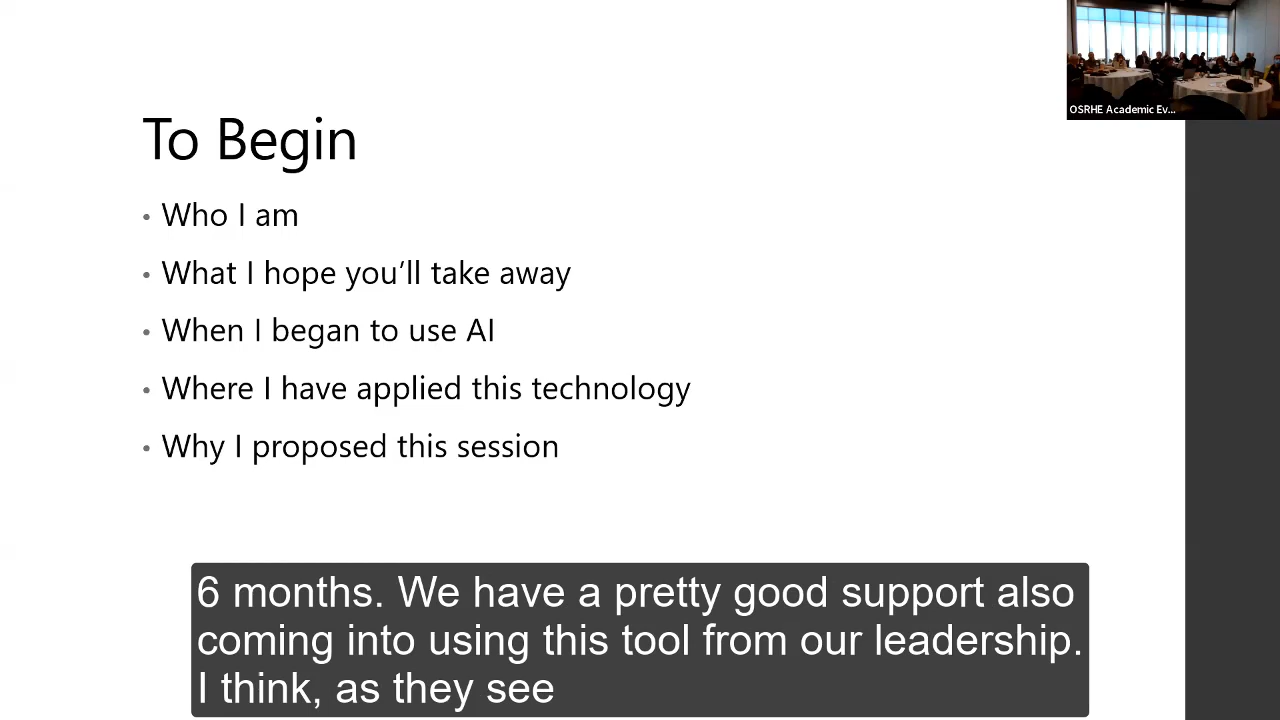 OSRHE Academic Ev...
To Begin
• Who I am
• What I hope you’ll take away
• When I began to use AI
• Where I have applied this technology
• Why I proposed this session
6 months. We have a pretty good support also
coming into using this tool from our leadership.
I think, as they see